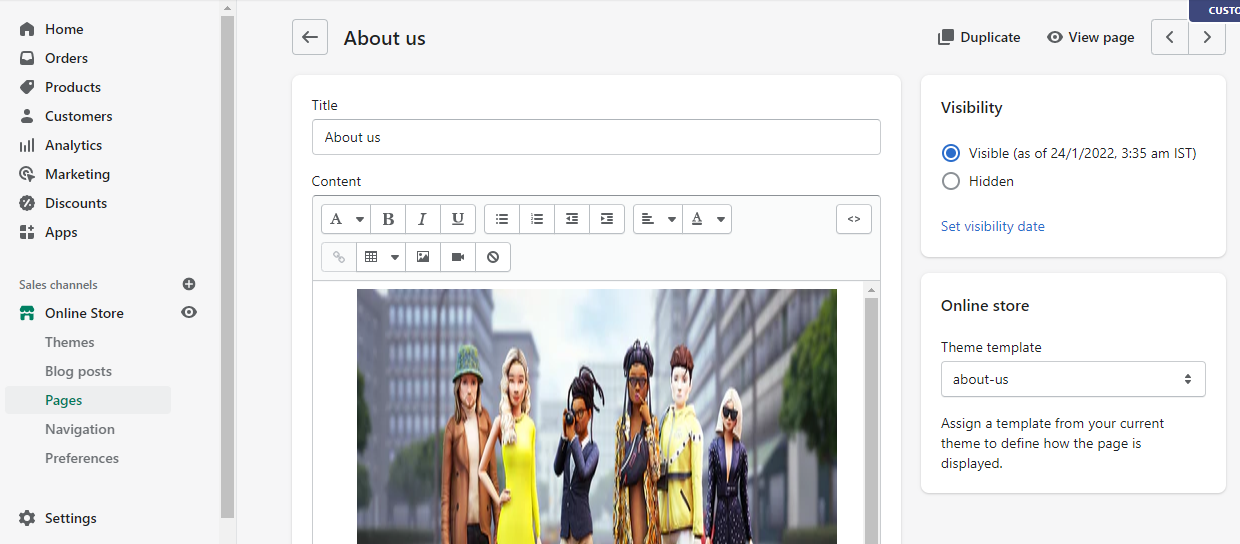 Home
Orders
Products
Customers
Analytics
Marketing
Discounts
Apps
Sales channels
Online Store
Themes
Blog posts
Pages
Navigation
Preferences
Settings
About us
Duplicate
View page
Title
About us
Content
A B I U
A
<>
Visibility
Visible (as of 24/1/2022, 3:35 am IST)
Hidden
Set visibility date
Online store
Theme template
about-us
Assign a template from your current
theme to define how the page is
displayed.